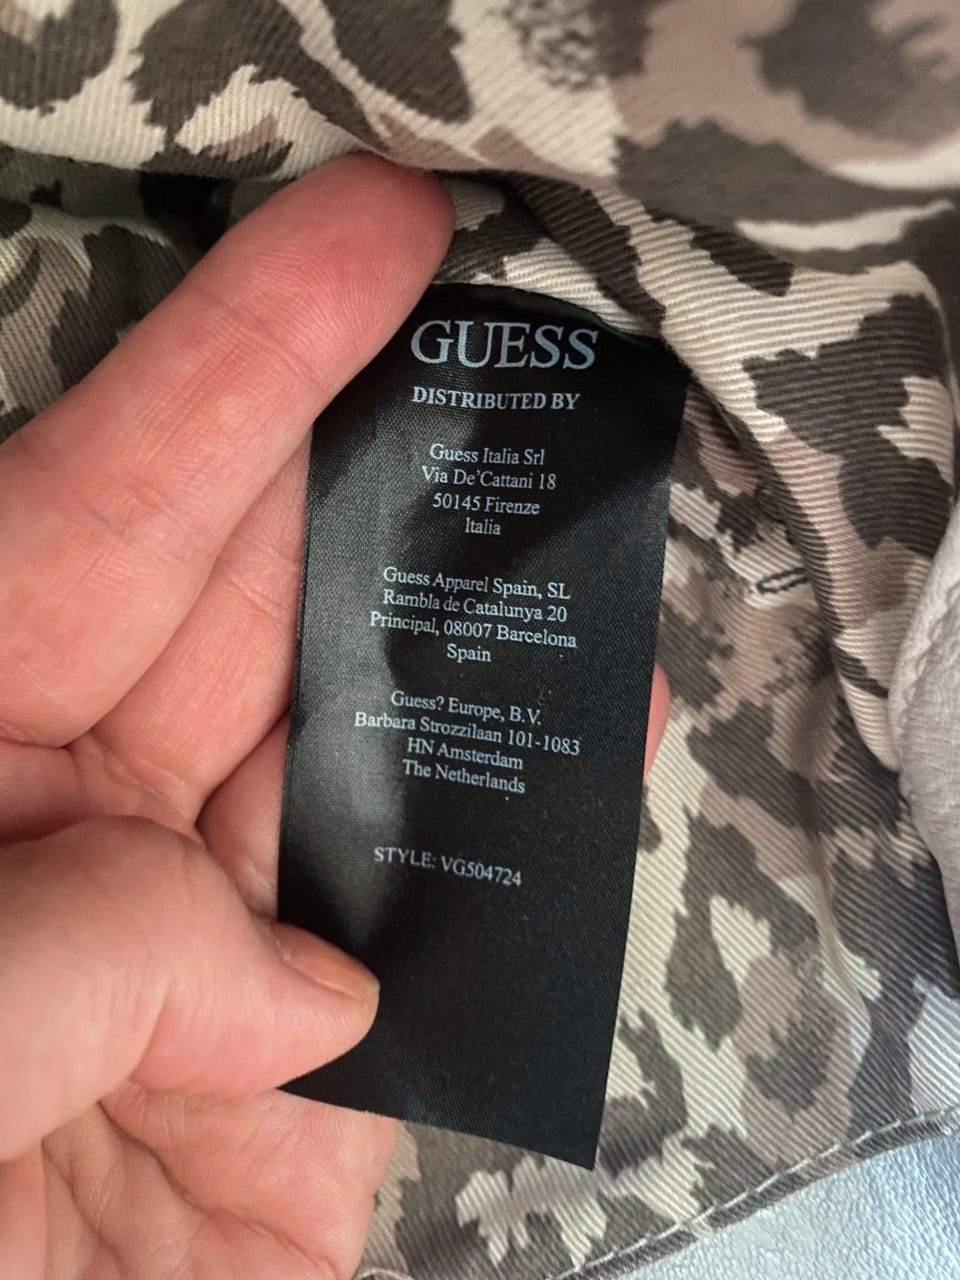 GUESS
DISTRIBUTED BY
Guess Italia Srl
Via De'Cattani 18
50145 Firenze
Italia
Guess Apparel Spain, SL
Rambla de Catalunya 20
Principal, 08007 Barcelona
Spain
Guess? Europe, B.V.
Barbara Strozzilaan 101-1083
HN Amsterdam
The Netherlands
STYLE: VG504724